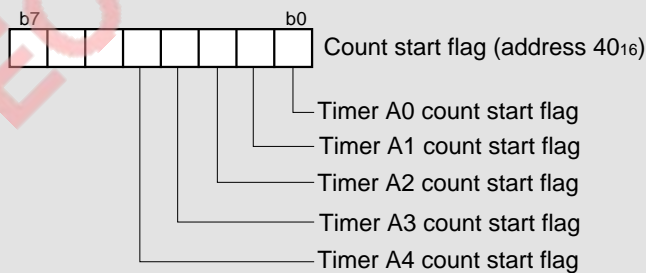 b7 b0
Count start flag (address 40₁₆)
Timer A0 count start flag
Timer A1 count start flag
Timer A2 count start flag
Timer A3 count start flag
Timer A4 count start flag